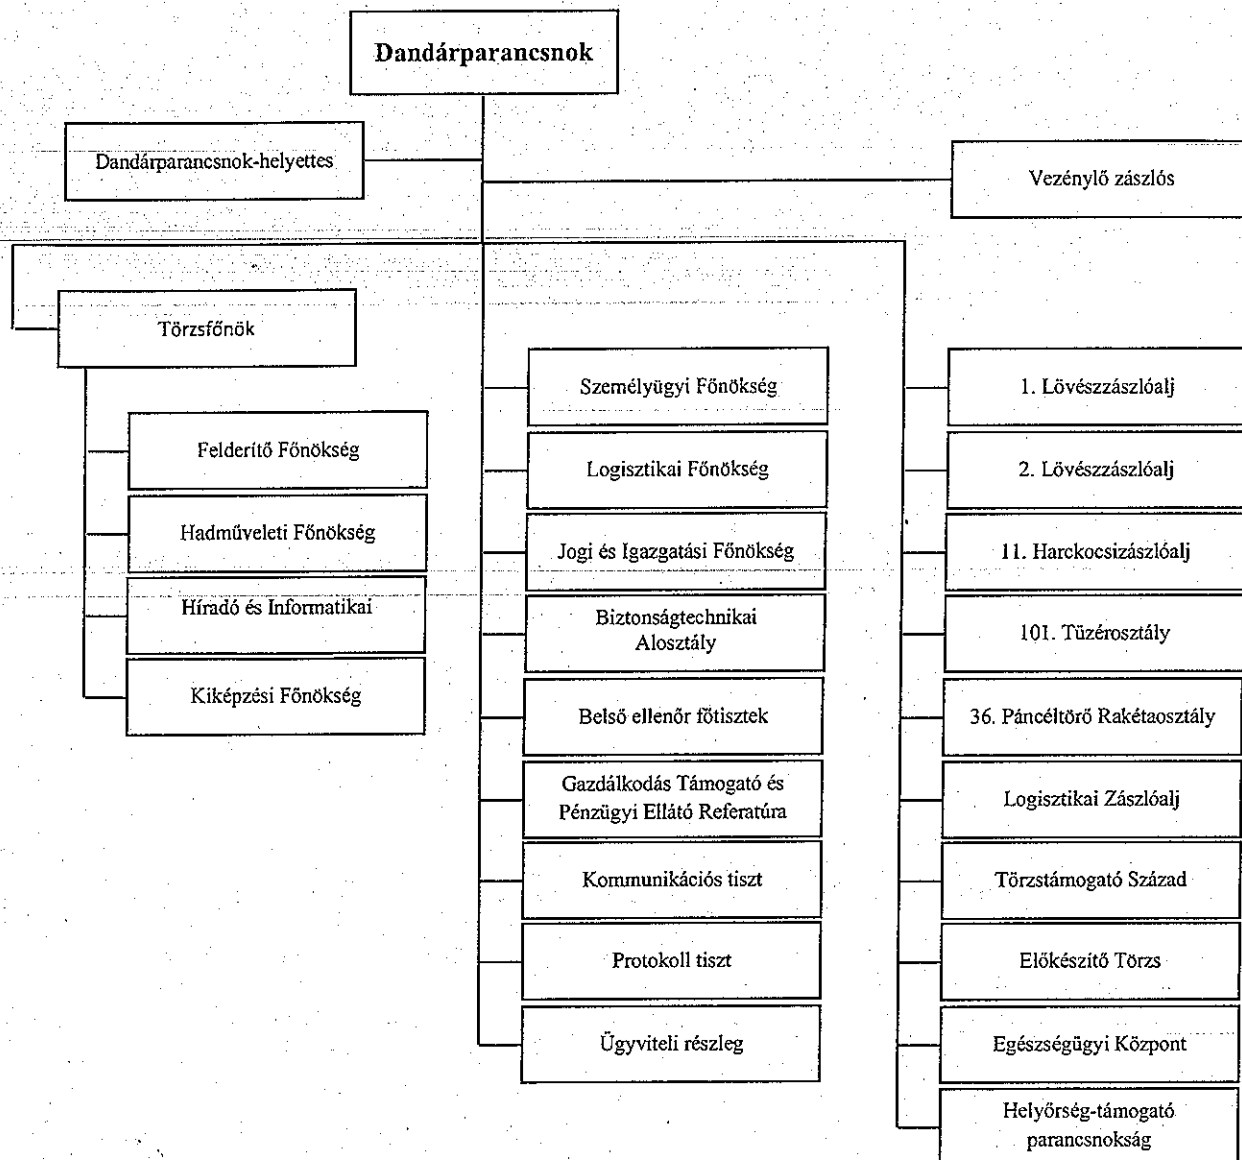 Dandárparancsnok
Dandárparancsnok-helyettes
Vezénylő zászlós
Törzsfőnök
Felderítő Főnökség
Hadműveleti Főnökség
Híradó és Informatikai
Kiképzési Főnökség
Személyügyi Főnökség
Logisztikai Főnökség
Jogi és Igazgatási Főnökség
Biztonságtechnikai
Alosztály
Belső ellenőr főtisztek
Gazdálkodás Támogató és
Pénzügyi Ellátó Referatúra
Kommunikációs tiszt
Protokoll tiszt
Ügyviteli részleg
1. Lövészzászlóalj
2. Lövészzászlóalj
11. Harckocsizászlóalj
101. Tüzérosztály
36. Páncéltörő Rakétaosztály
Logisztikai Zászlóalj
Törzstámogató Század
Előkészítő Törzs
Egészségügyi Központ
Helyőrség-támogató
parancsnokság